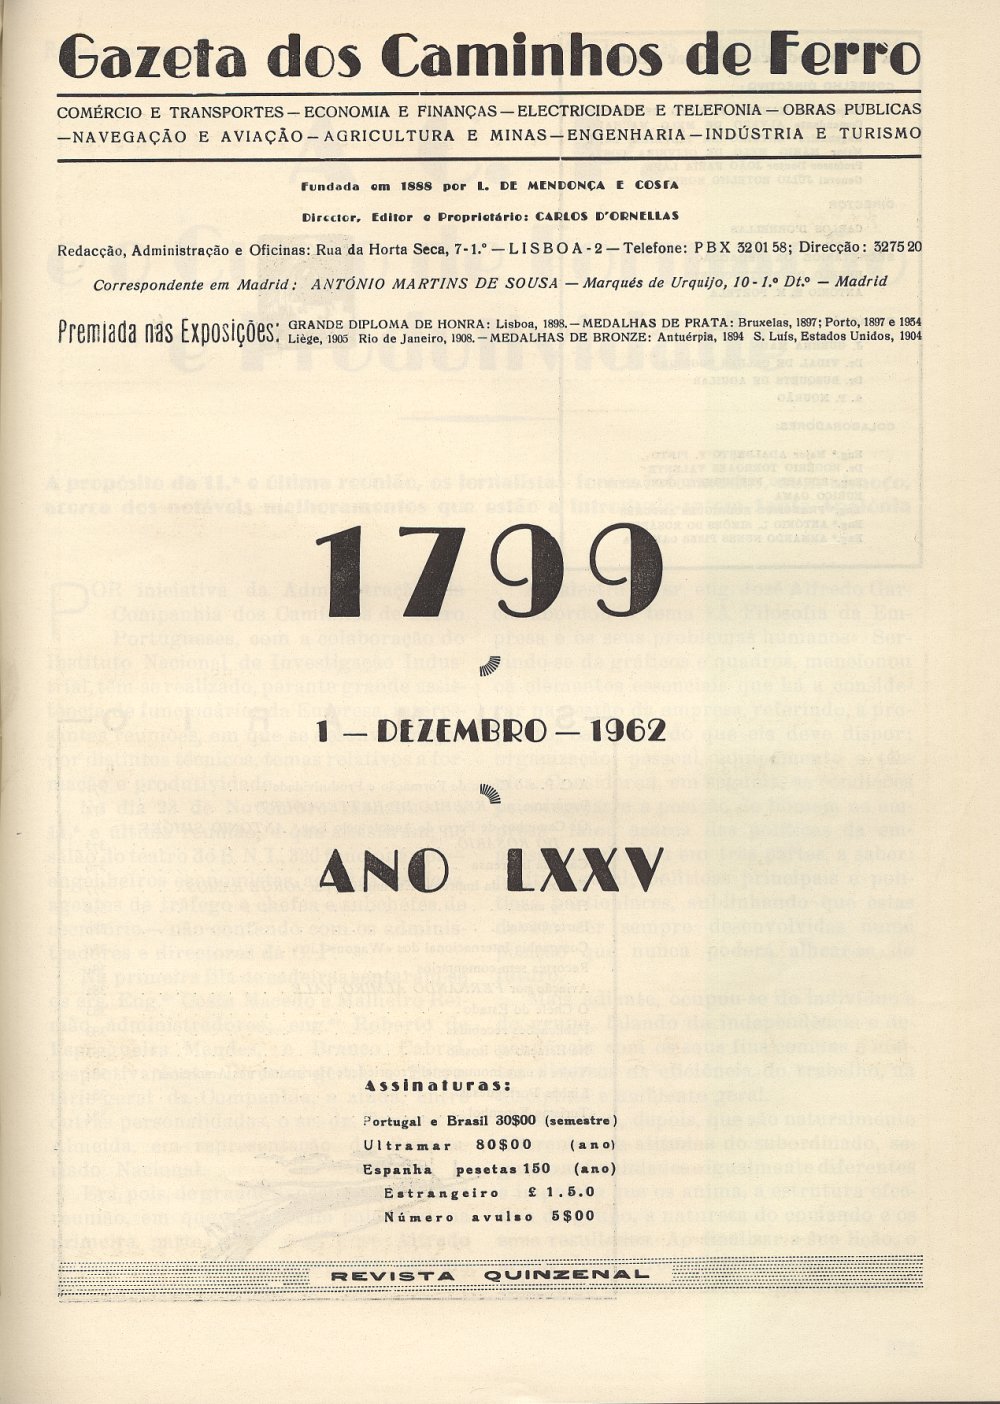 Gazeta dos Caminhos de Ferro
COMÉRCIO E TRANSPORTES — ECONOMIA E FINANÇAS — ELECTRICIDADE E TELEFONIA — OBRAS PUBLICAS
— NAVEGAÇÃO E AVIAÇÃO — AGRICULTURA E MINAS — ENGENHARIA — INDÚSTRIA E TURISMO
Fundada em 1888 por L. DE MENDONÇA E COSTA
Director, Editor e Proprietário: CARLOS D'ORNELLAS
Redacção, Administração e Oficinas: Rua da Horta Seca, 7-1.º — LISBOA - 2 — Telefone: PBX 320158; Direcção: 327520
Correspondente em Madrid: ANTÓNIO MARTINS DE SOUSA — Marqués de Urquijo, 10-1.º Dt.º — Madrid
Premiada nas Exposições: GRANDE DIPLOMA DE HONRA: Lisboa, 1898. — MEDALHAS DE PRATA: Bruxelas, 1897; Porto, 1897 e 1934
Liège, 1905 Rio de Janeiro, 1908. — MEDALHAS DE BRONZE: Antuérpia, 1894 S. Luís, Estados Unidos, 1904
1799
1 — DEZEMBRO — 1962
ANO LXXV
Assinaturas:
Portugal e Brasil 30$00 (semestre)
Ultramar 80$00 (ano)
Espanha pesetas 150 (ano)
Estrangeiro £ 1.5.0
Número avulso 5$00
REVISTA QUINZENAL